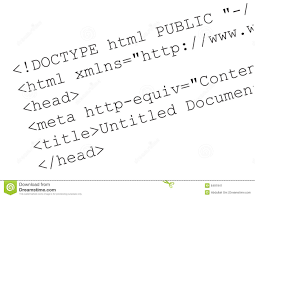 <!DOCTYPE html PUBLIC "-/
<html xmlns="http://www.w
<head>
<meta http-equiv="Conten
<title>Untitled Documen
</head>
Download from
Dreamstime.com